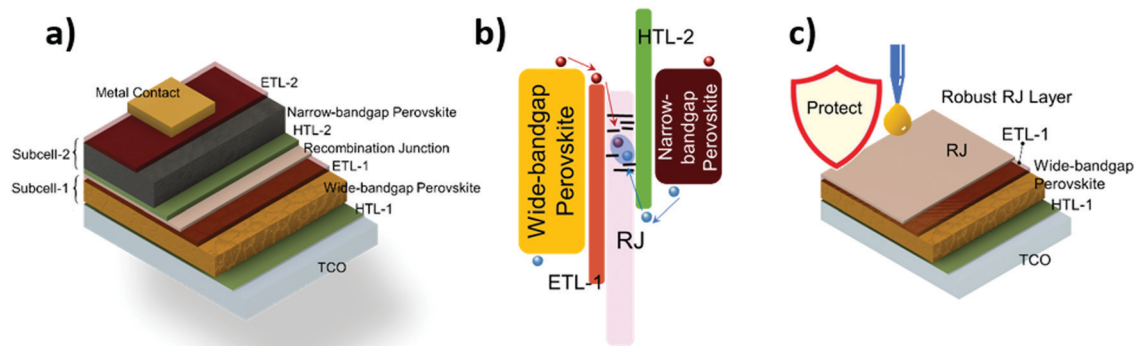 a)
Metal Contact
ETL-2
Narrow-bandgap Perovskite
HTL-2
Recombination Junction
ETL-1
Wide-bandgap Perovskite
HTL-1
Subcell-2
Subcell-1
TCO
b)
HTL-2
Wide-bandgap
Perovskite
Narrow-
bandgap
Perovskite
RJ
ETL-1
c)
Protect
Robust RJ Layer
RJ
ETL-1
Wide-bandgap
Perovskite
HTL-1
TCO